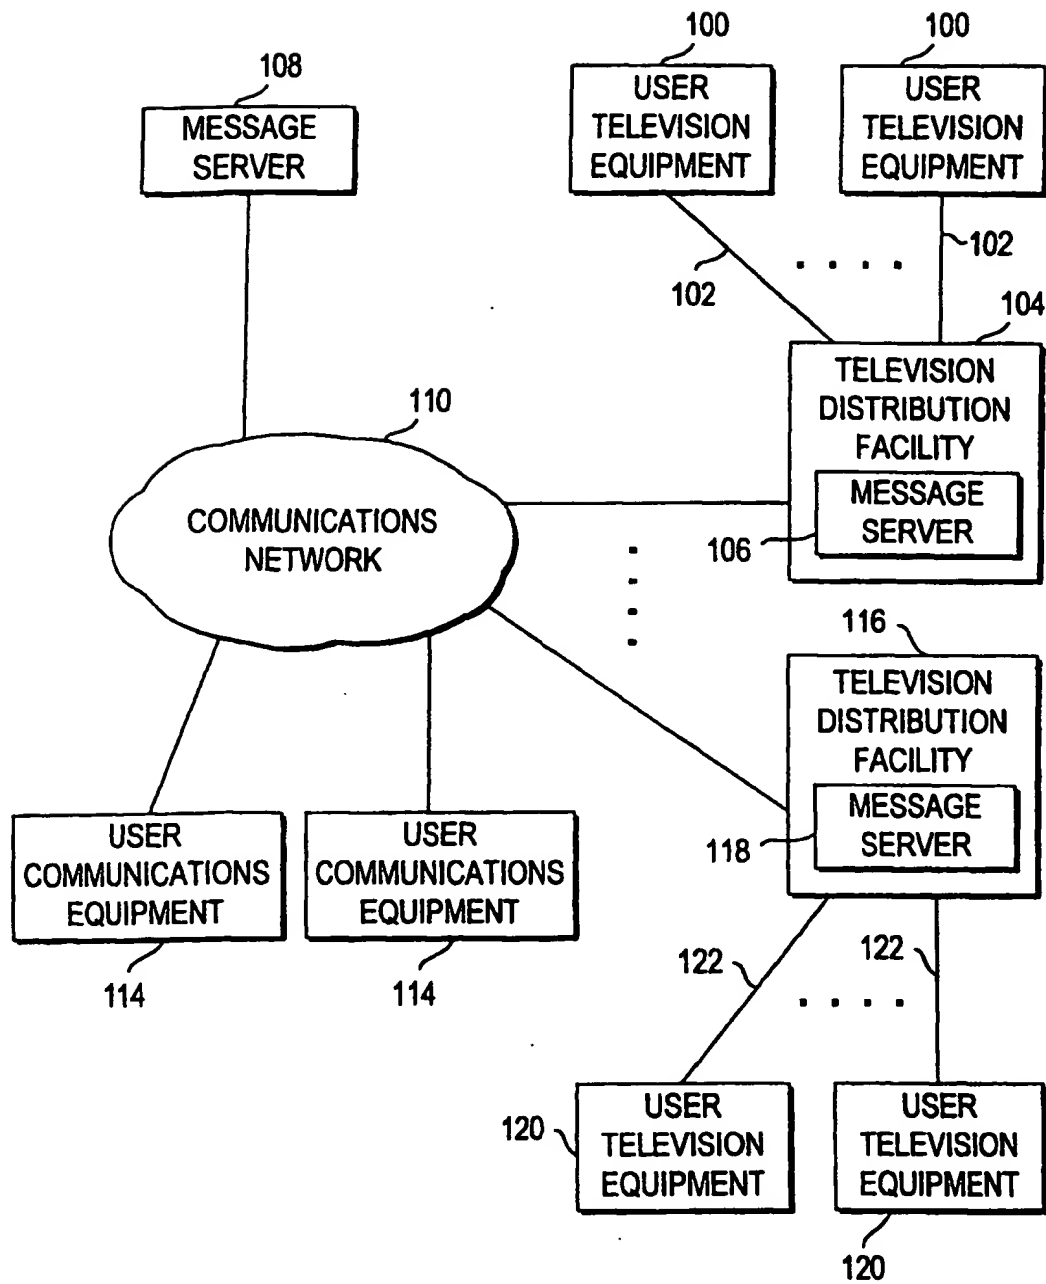 100
100
USER
TELEVISION
EQUIPMENT
USER
TELEVISION
EQUIPMENT
108
MESSAGE
SERVER
102
102
104
TELEVISION
DISTRIBUTION
FACILITY
MESSAGE
SERVER
106
110
COMMUNICATIONS
NETWORK
116
TELEVISION
DISTRIBUTION
FACILITY
MESSAGE
SERVER
118
USER
COMMUNICATIONS
EQUIPMENT
114
USER
COMMUNICATIONS
EQUIPMENT
114
122
122
120
USER
TELEVISION
EQUIPMENT
USER
TELEVISION
EQUIPMENT
120